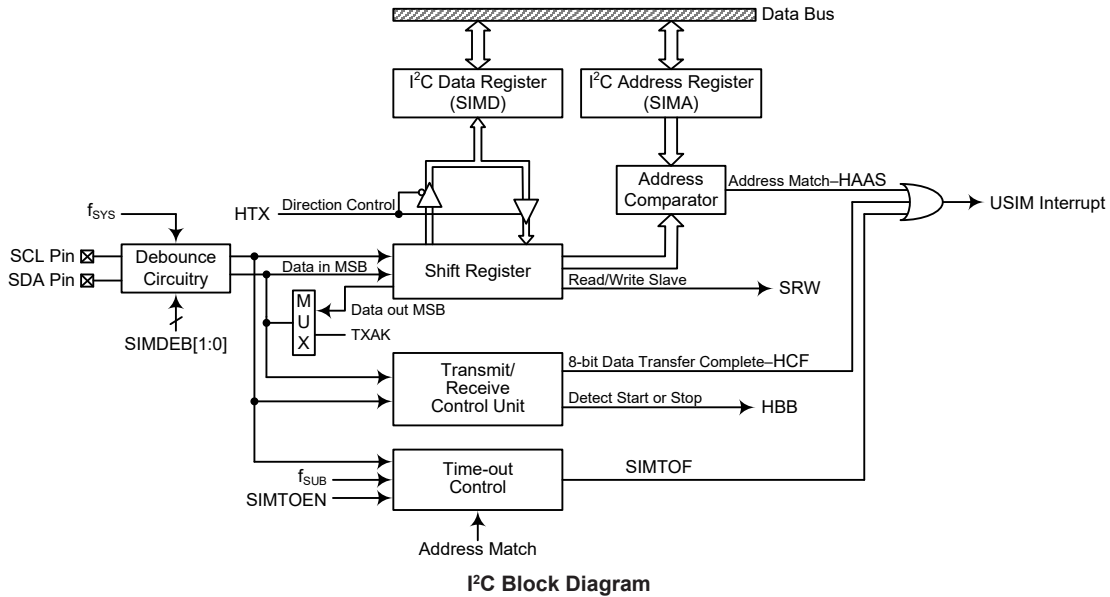 Data Bus
I²C Data Register
(SIMD)
I²C Address Register
(SIMA)
Address
Comparator
Address Match–HAAS
USIM Interrupt
HTX
Direction Control
fSYS
SCL Pin
SDA Pin
Debounce
Circuitry
SIMDEB[1:0]
Data in MSB
Shift Register
Read/Write Slave
SRW
M
U
X
Data out MSB
TXAK
Transmit/
Receive
Control Unit
8-bit Data Transfer Complete–HCF
Detect Start or Stop
HBB
fSUB
SIMTOEN
Time-out
Control
SIMTOF
Address Match
I²C Block Diagram